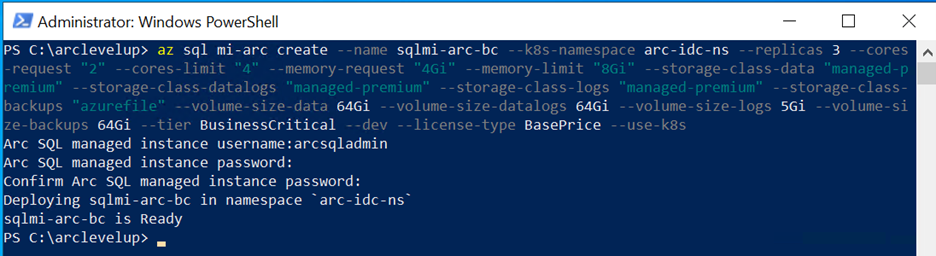 Administrator: Windows PowerShell
PS C:\arclevelup> az sql mi-arc create --name sqlmi-arc-bc --k8s-namespace arc-idc-ns --replicas 3 --cores
-request "2" --cores-limit "4" --memory-request "4Gi" --memory-limit "8Gi" --storage-class-data "managed-p
remium" --storage-class-datalogs "managed-premium" --storage-class-logs "managed-premium" --storage-class-
backups "azurefile" --volume-size-data 64Gi --volume-size-datalogs 64Gi --volume-size-logs 5Gi --volume-si
ze-backups 64Gi --tier BusinessCritical --dev --license-type BasePrice --use-k8s
Arc SQL managed instance username:arcsqladmin
Arc SQL managed instance password:
Confirm Arc SQL managed instance password:
Deploying sqlmi-arc-bc in namespace `arc-idc-ns`
sqlmi-arc-bc is Ready
PS C:\arclevelup>